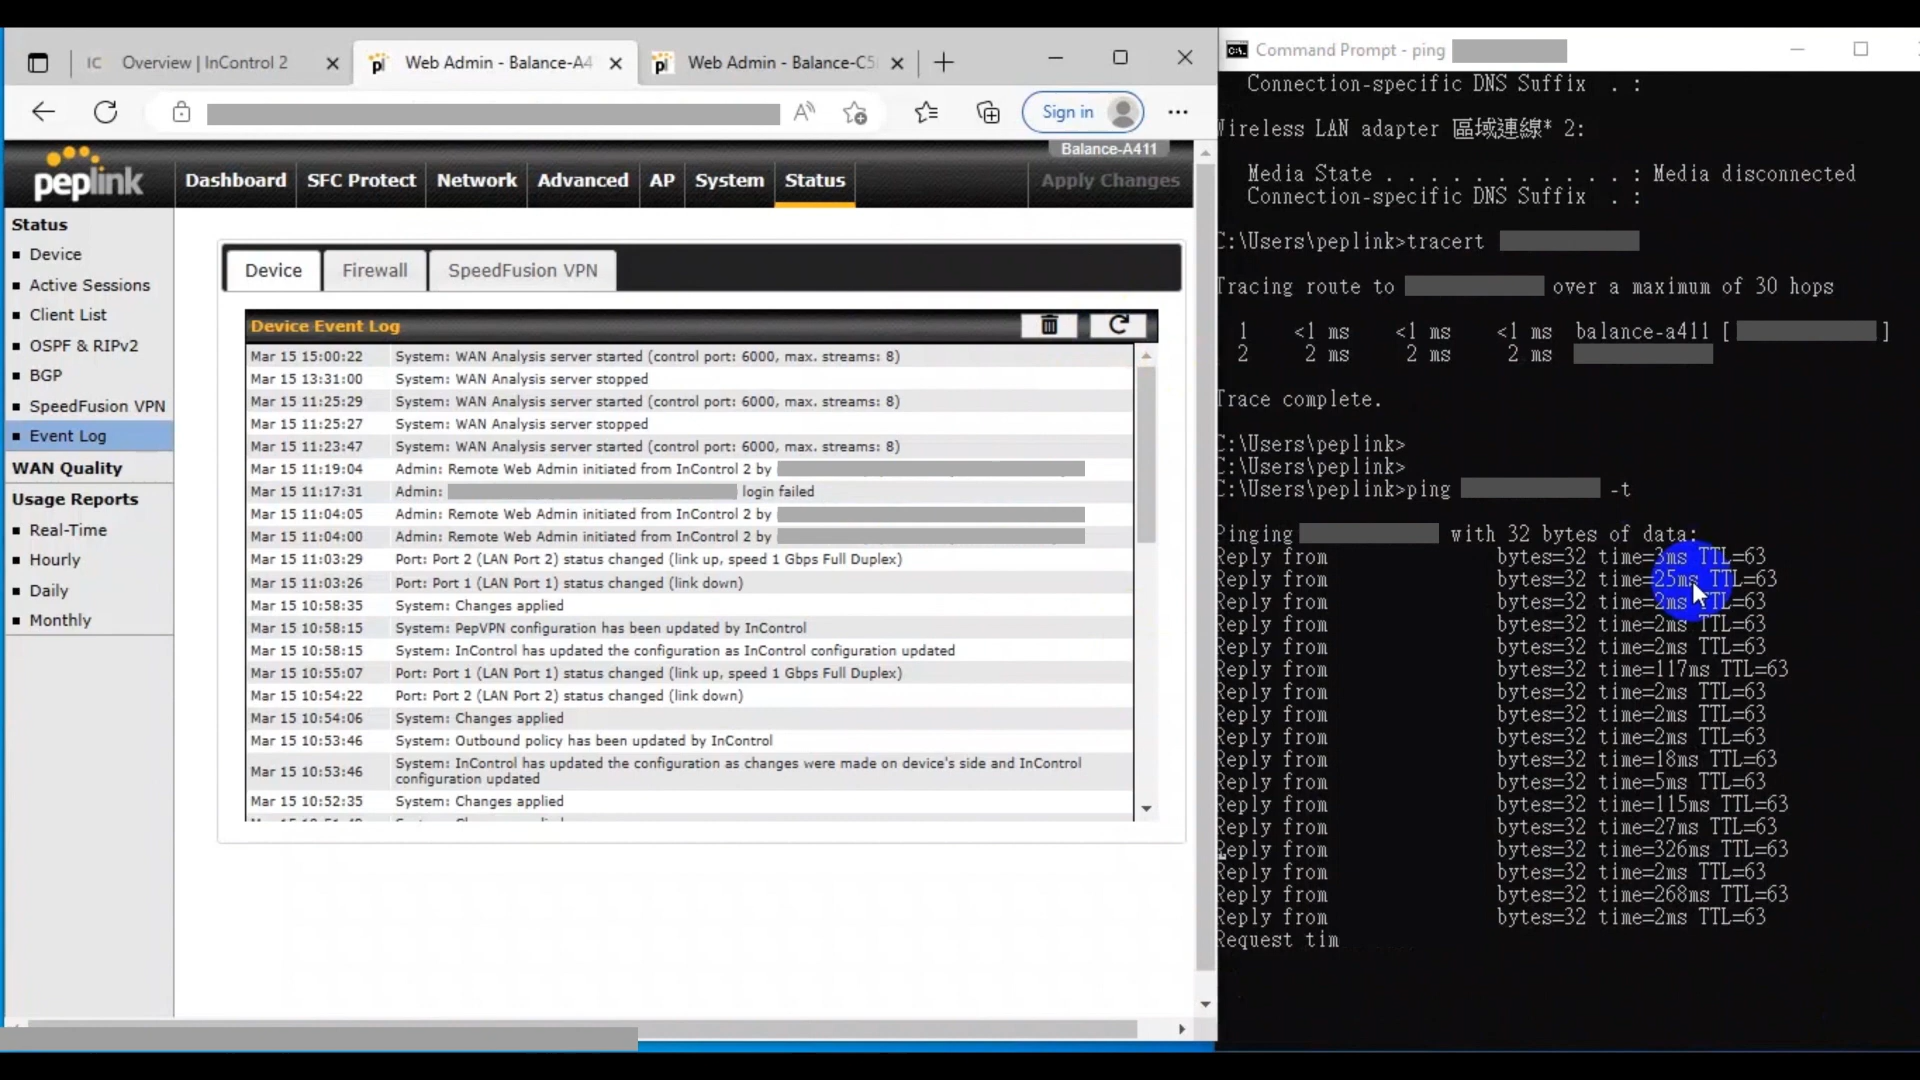 IC Overview | InControl 2
Web Admin - Balance-A4
Web Admin - Balance-C5
Sign in
Balance-A411
peplink
Dashboard SFC Protect Network Advanced AP System Status Apply Changes
Status
Device
Active Sessions
Client List
OSPF & RIPv2
BGP
SpeedFusion VPN
Event Log
WAN Quality
Usage Reports
Real-Time
Hourly
Daily
Monthly
Device Firewall SpeedFusion VPN
Device Event Log
Mar 15 15:00:22 System: WAN Analysis server started (control port: 6000, max. streams: 8)
Mar 15 13:31:00 System: WAN Analysis server stopped
Mar 15 11:25:29 System: WAN Analysis server started (control port: 6000, max. streams: 8)
Mar 15 11:25:27 System: WAN Analysis server stopped
Mar 15 11:23:47 System: WAN Analysis server started (control port: 6000, max. streams: 8)
Mar 15 11:19:04 Admin: Remote Web Admin initiated from InControl 2 by
Mar 15 11:17:31 Admin: login failed
Mar 15 11:04:05 Admin: Remote Web Admin initiated from InControl 2 by
Mar 15 11:04:00 Admin: Remote Web Admin initiated from InControl 2 by
Mar 15 11:03:29 Port: Port 2 (LAN Port 2) status changed (link up, speed 1 Gbps Full Duplex)
Mar 15 11:03:26 Port: Port 1 (LAN Port 1) status changed (link down)
Mar 15 10:58:35 System: Changes applied
Mar 15 10:58:15 System: PepVPN configuration has been updated by InControl
Mar 15 10:58:15 System: InControl has updated the configuration as InControl configuration updated
Mar 15 10:55:07 Port: Port 1 (LAN Port 1) status changed (link up, speed 1 Gbps Full Duplex)
Mar 15 10:54:22 Port: Port 2 (LAN Port 2) status changed (link down)
Mar 15 10:54:06 System: Changes applied
Mar 15 10:53:46 System: Outbound policy has been updated by InControl
Mar 15 10:53:46 System: InControl has updated the configuration as changes were made on device's side and InControl
configuration updated
Mar 15 10:52:35 System: Changes applied
Command Prompt - ping
Connection-specific DNS Suffix . :
Wireless LAN adapter 區域連線* 2:
Media State . . . . . . . . . . . : Media disconnected
Connection-specific DNS Suffix . :
C:\Users\peplink>tracert
Tracing route to over a maximum of 30 hops
1 <1 ms <1 ms <1 ms balance-a411 [ ]
2 2 ms 2 ms 2 ms
Trace complete.
C:\Users\peplink>
C:\Users\peplink>
C:\Users\peplink>ping -t
Pinging with 32 bytes of data:
Reply from bytes=32 time=3ms TTL=63
Reply from bytes=32 time=25ms TTL=63
Reply from bytes=32 time=2ms TTL=63
Reply from bytes=32 time=2ms TTL=63
Reply from bytes=32 time=2ms TTL=63
Reply from bytes=32 time=117ms TTL=63
Reply from bytes=32 time=2ms TTL=63
Reply from bytes=32 time=2ms TTL=63
Reply from bytes=32 time=2ms TTL=63
Reply from bytes=32 time=18ms TTL=63
Reply from bytes=32 time=5ms TTL=63
Reply from bytes=32 time=115ms TTL=63
Reply from bytes=32 time=27ms TTL=63
Reply from bytes=32 time=326ms TTL=63
Reply from bytes=32 time=2ms TTL=63
Reply from bytes=32 time=268ms TTL=63
Reply from bytes=32 time=2ms TTL=63
Request tim